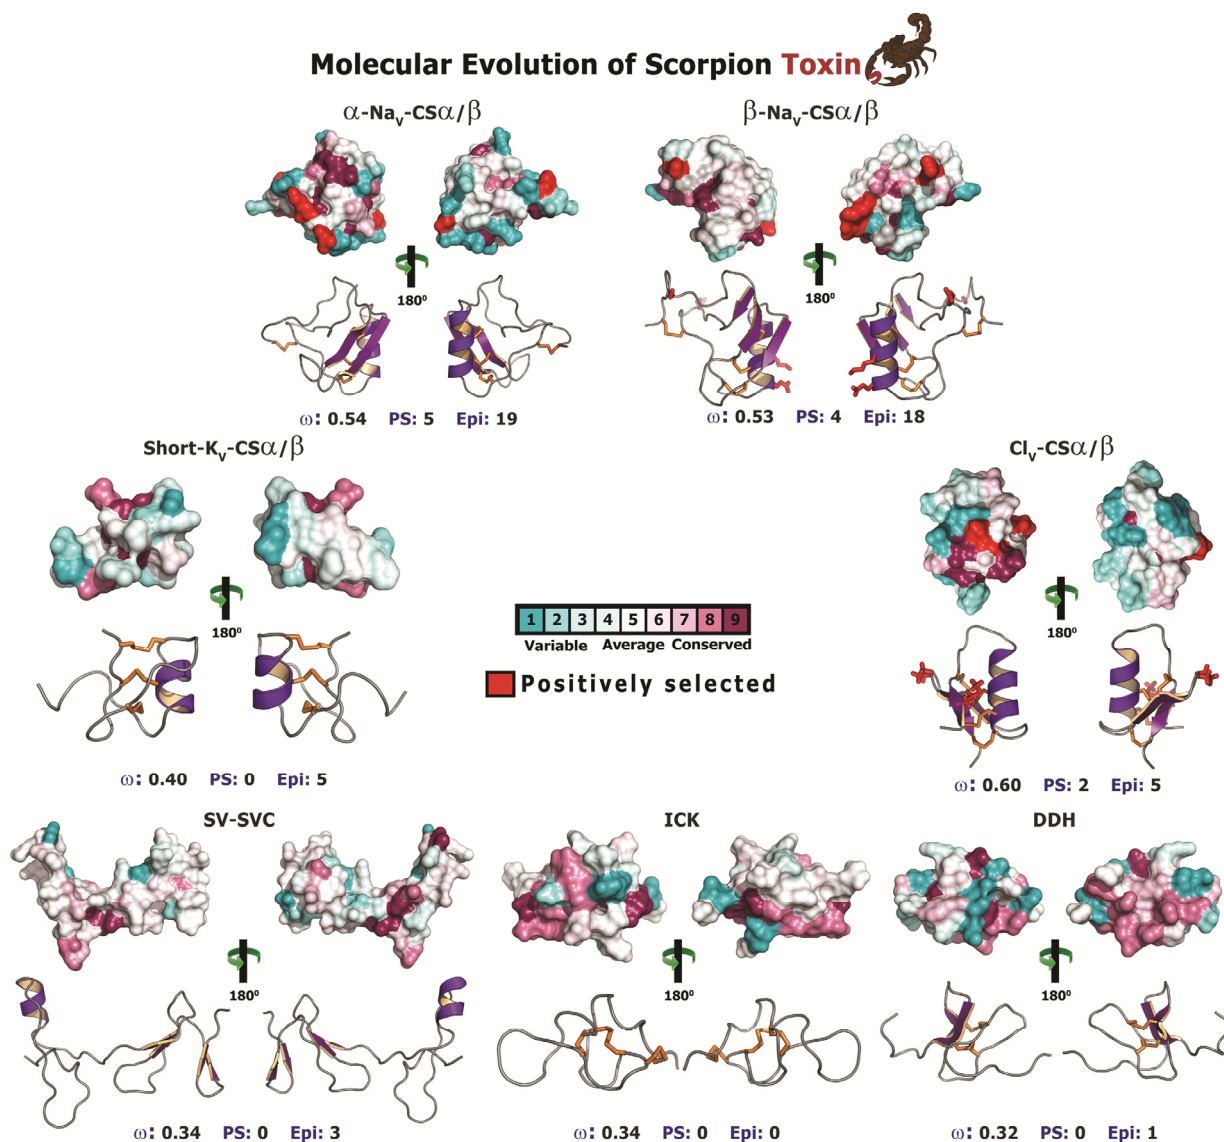 Molecular Evolution of Scorpion Toxin
α-Nav-CSα/β
β-Nav-CSα/β
180⁰
180⁰
ω: 0.54 PS: 5 Epi: 19
ω: 0.53 PS: 4 Epi: 18
Short-Kv-CSα/β
Clv-CSα/β
180⁰
180⁰
1 2 3 4 5 6 7 8 9
Variable Average Conserved
Positively selected
ω: 0.40 PS: 0 Epi: 5
ω: 0.60 PS: 2 Epi: 5
SV-SVC
ICK
DDH
180⁰
180⁰
180⁰
ω: 0.34 PS: 0 Epi: 3
ω: 0.34 PS: 0 Epi: 0
ω: 0.32 PS: 0 Epi: 1